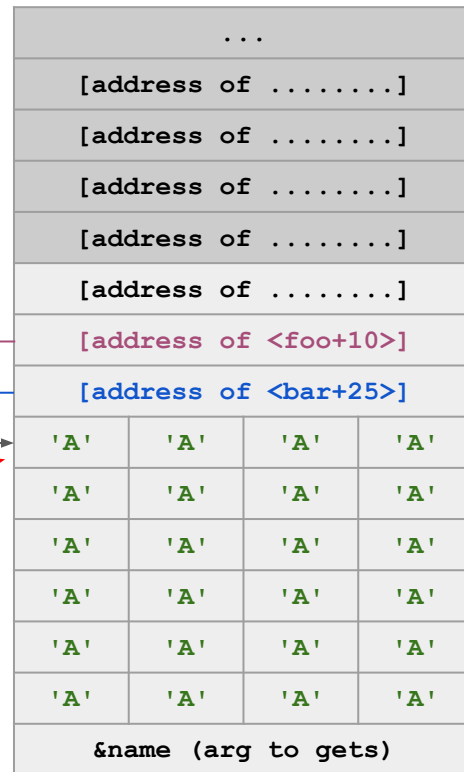 ...
[address of ........]
[address of ........]
[address of ........]
[address of ........]
[address of ........]
[address of <foo+10>]
[address of <bar+25>]
'A' 'A' 'A' 'A'
'A' 'A' 'A' 'A'
'A' 'A' 'A' 'A'
'A' 'A' 'A' 'A'
'A' 'A' 'A' 'A'
'A' 'A' 'A' 'A'
&name (arg to gets)